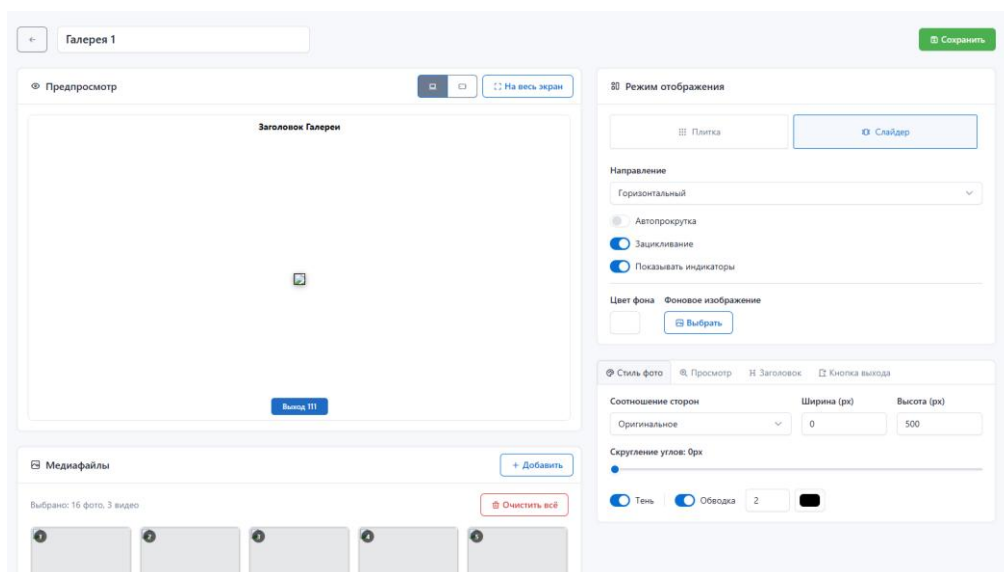 Галерея 1
Сохранить
Предпросмотр
На весь экран
Заголовок Галереи
Выход 111
Медиафайлы
+ Добавить
Выбрано: 16 фото, 3 видео
Очистить всё
1 2 3 4 5
Режим отображения
Плитка
Слайдер
Направление
Горизонтальный
Автопрокрутка
Зацикливание
Показывать индикаторы
Цвет фона Фоновое изображение
Выбрать
Стиль фото Просмотр Заголовок Кнопка выхода
Соотношение сторон Ширина (px) Высота (px)
Оригинальное 0 500
Скругление углов: 0px
Тень Обводка 2